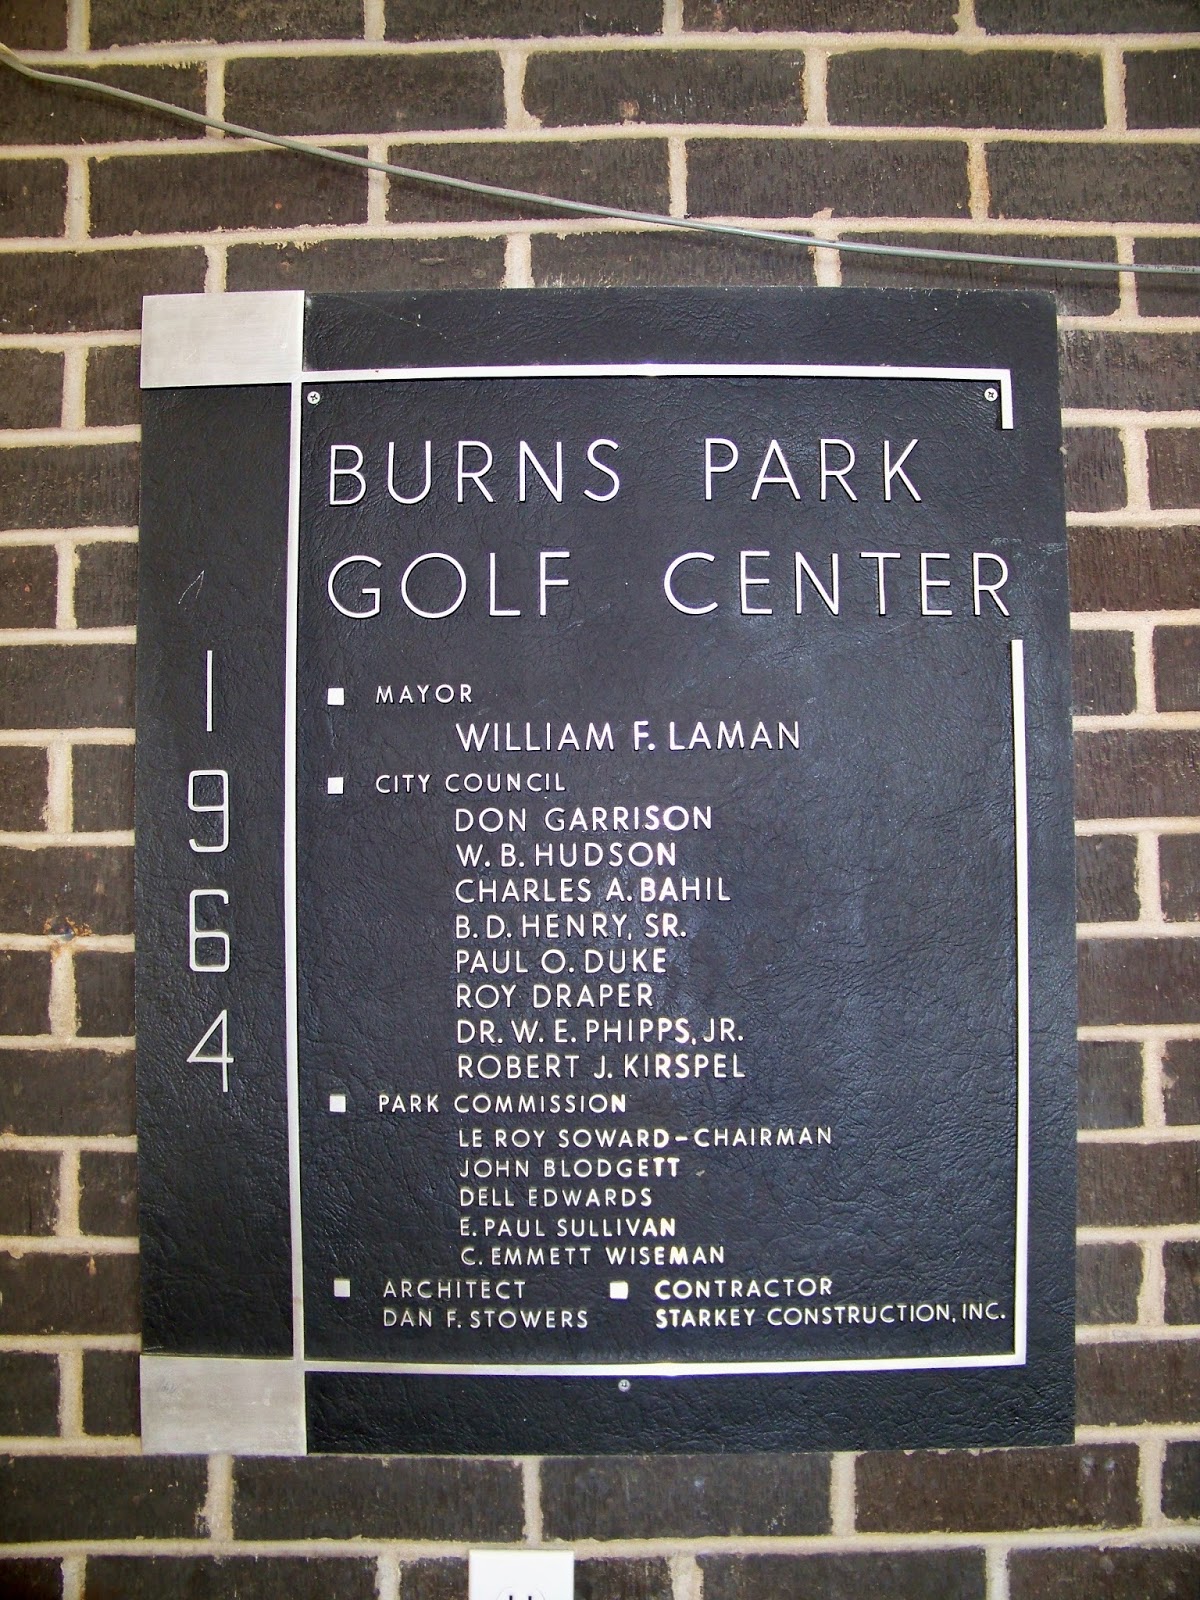 BURNS PARK
GOLF CENTER
1964
MAYOR
WILLIAM F. LAMAN
CITY COUNCIL
DON GARRISON
W. B. HUDSON
CHARLES A. BAHIL
B. D. HENRY, SR.
PAUL O. DUKE
ROY DRAPER
DR. W. E. PHIPPS, JR.
ROBERT J. KIRSPEL
PARK COMMISSION
LE ROY SOWARD-CHAIRMAN
JOHN BLODGETT
DELL EDWARDS
E. PAUL SULLIVAN
C. EMMETT WISEMAN
ARCHITECT
DAN F. STOWERS
CONTRACTOR
STARKEY CONSTRUCTION, INC.